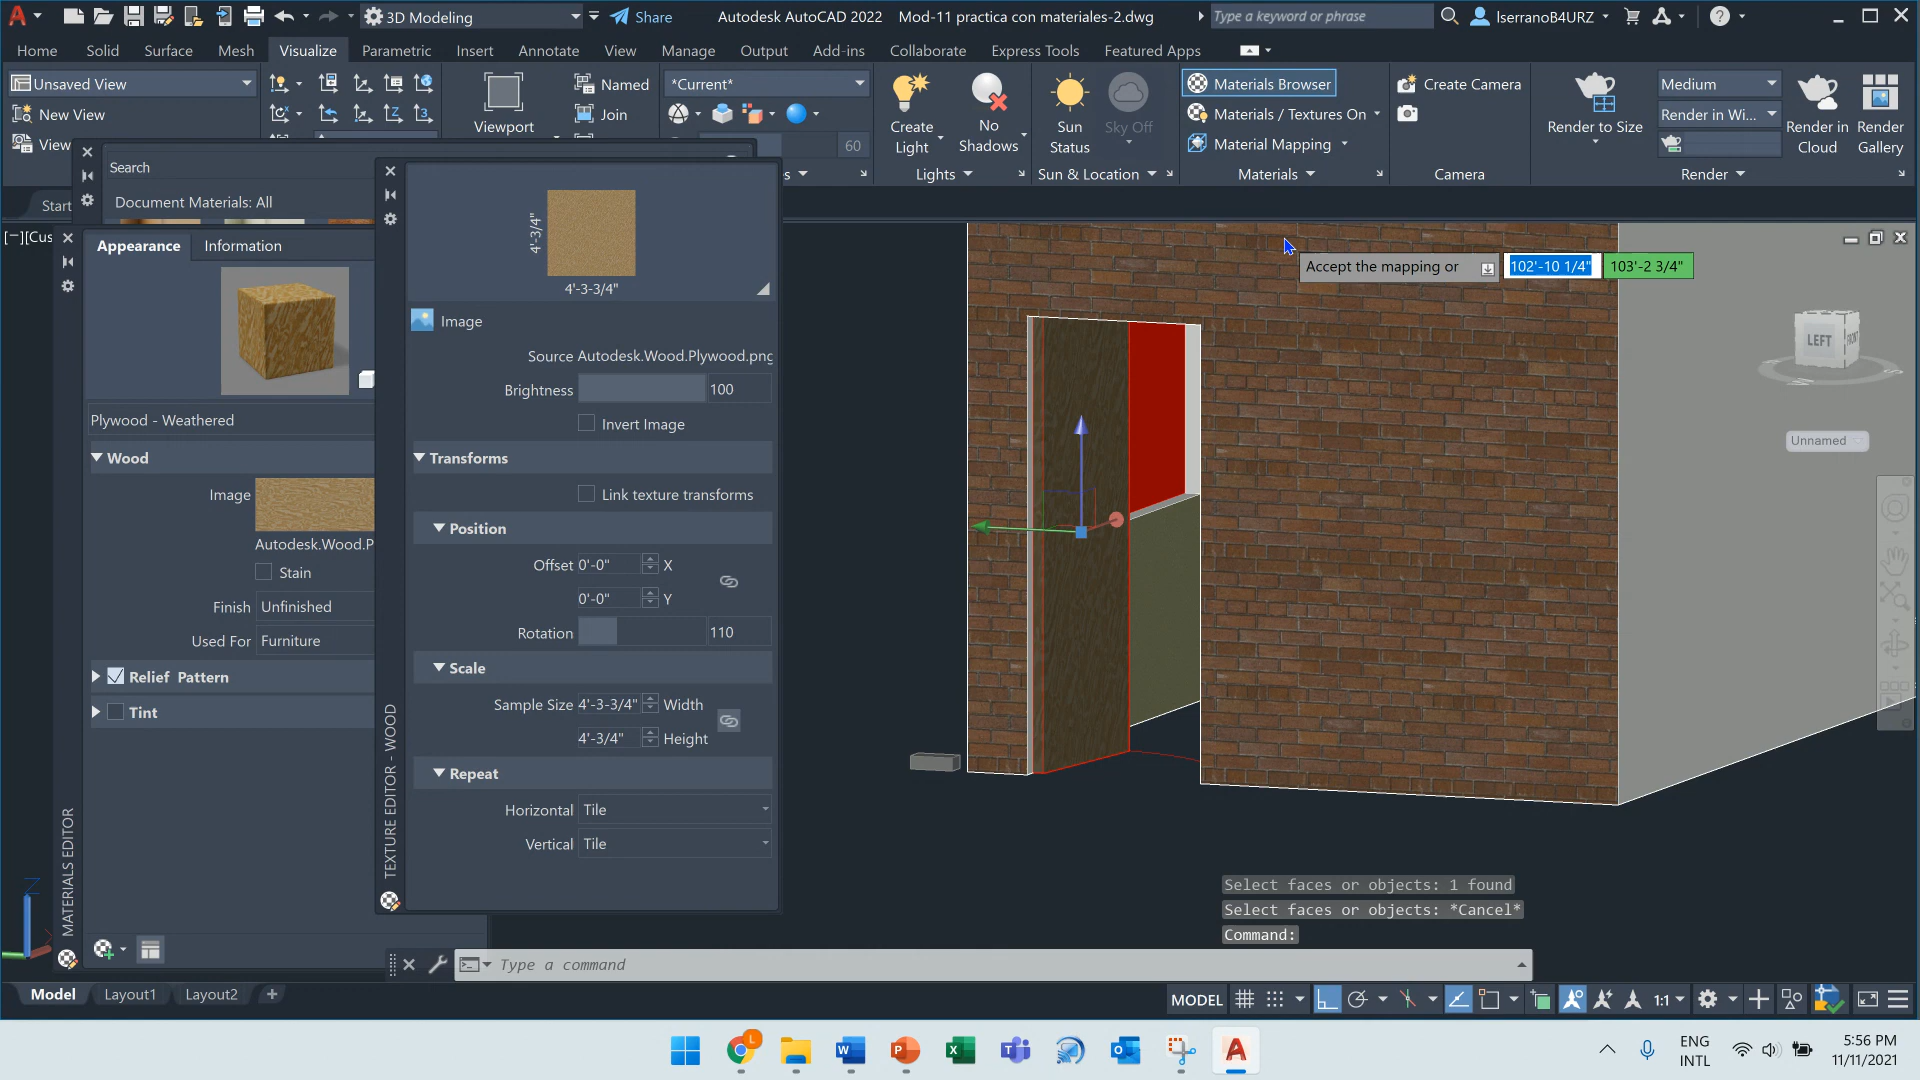 3D Modeling
Share
Autodesk AutoCAD 2022 Mod-11 practica con materiales-2.dwg
Type a keyword or phrase
lserranoB4URZ
Home Solid Surface Mesh Visualize Parametric Insert Annotate View Manage Output Add-ins Collaborate Express Tools Featured Apps
Unsaved View
New View
View
Viewport
Named
Join
*Current*
60
Create Light
No Shadows
Lights
Sun Status
Sky Off
Sun & Location
Materials Browser
Materials / Textures On
Material Mapping
Materials
Create Camera
Camera
Render to Size
Medium
Render in Wi...
Render in Cloud
Render Gallery
Render
Start
Search
Document Materials: All
[−][Cus
Appearance Information
Plywood - Weathered
Wood
Image
Autodesk.Wood.P
Stain
Finish Unfinished
Used For Furniture
Relief Pattern
Tint
MATERIALS EDITOR
4'-3/4"
4'-3-3/4"
Image
Source Autodesk.Wood.Plywood.png
Brightness 100
Invert Image
Transforms
Link texture transforms
Position
Offset 0'-0" X
0'-0" Y
Rotation 110
Scale
Sample Size 4'-3-3/4" Width
4'-3/4" Height
Repeat
Horizontal Tile
Vertical Tile
TEXTURE EDITOR - WOOD
Accept the mapping or 102'-10 1/4" 103'-2 3/4"
LEFT
FRONT
Unnamed
Select faces or objects: 1 found
Select faces or objects: *Cancel*
Command:
Type a command
Model Layout1 Layout2 +
MODEL
1:1
ENG
INTL
5:56 PM
11/11/2021